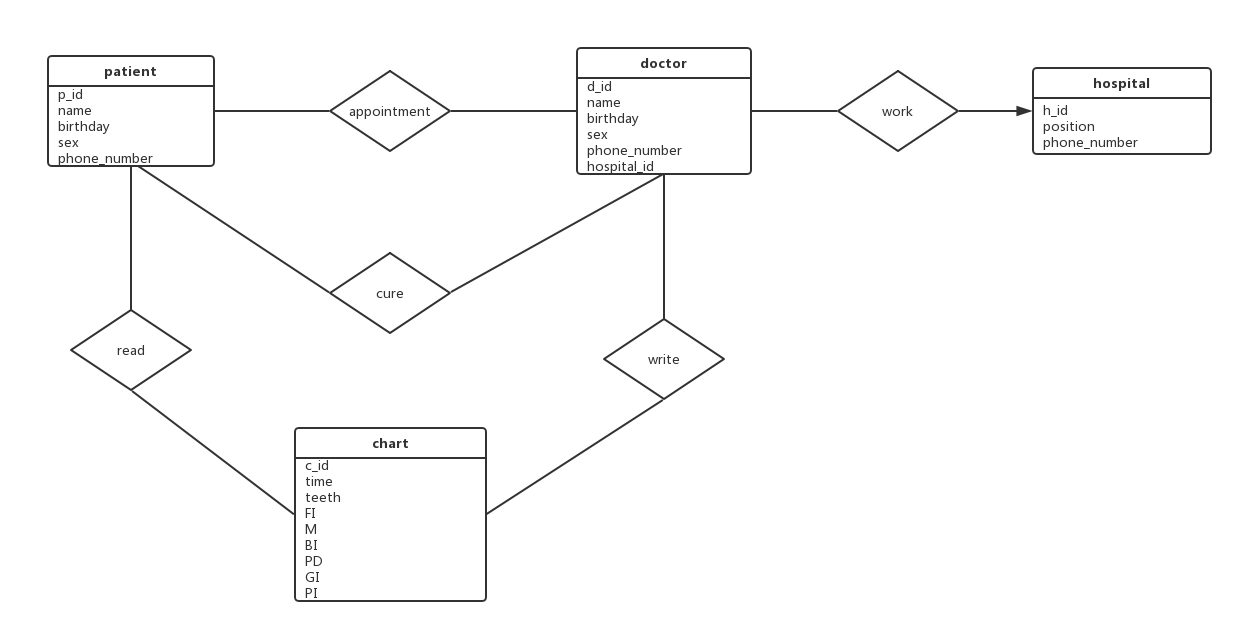 patient
p_id
name
birthday
sex
phone_number
appointment
doctor
d_id
name
birthday
sex
phone_number
hospital_id
work
hospital
h_id
position
phone_number
cure
read
write
chart
c_id
time
teeth
FI
M
BI
PD
GI
PI